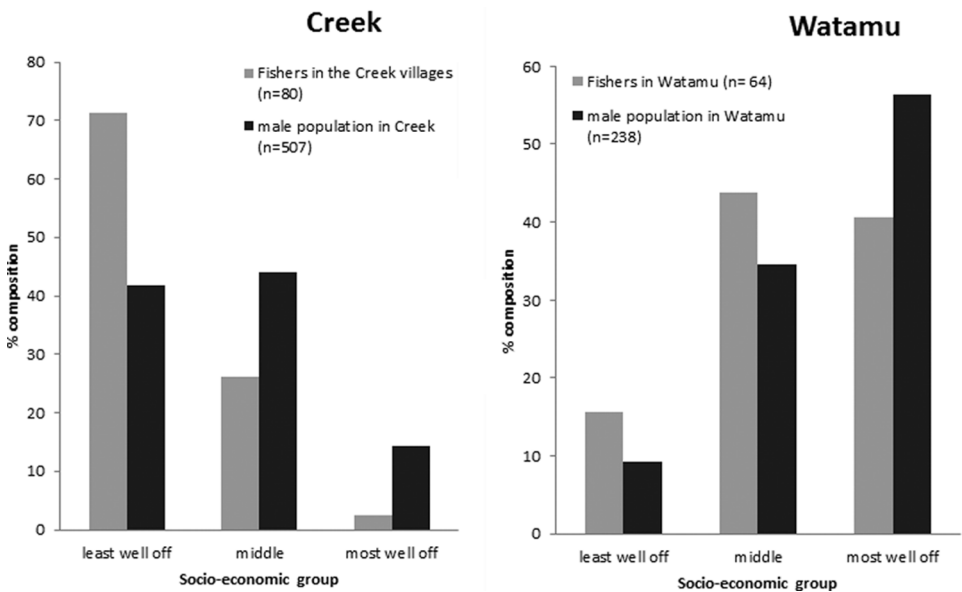 Creek
80
70
60
50
40
30
20
10
0
% composition
Fishers in the Creek villages
(n=80)
male population in Creek
(n=507)
least well off middle most well off
Socio-economic group
Watamu
60
50
40
30
20
10
0
% composition
Fishers in Watamu (n= 64)
male population in Watamu
(n=238)
least well off middle most well off
Socio-economic group